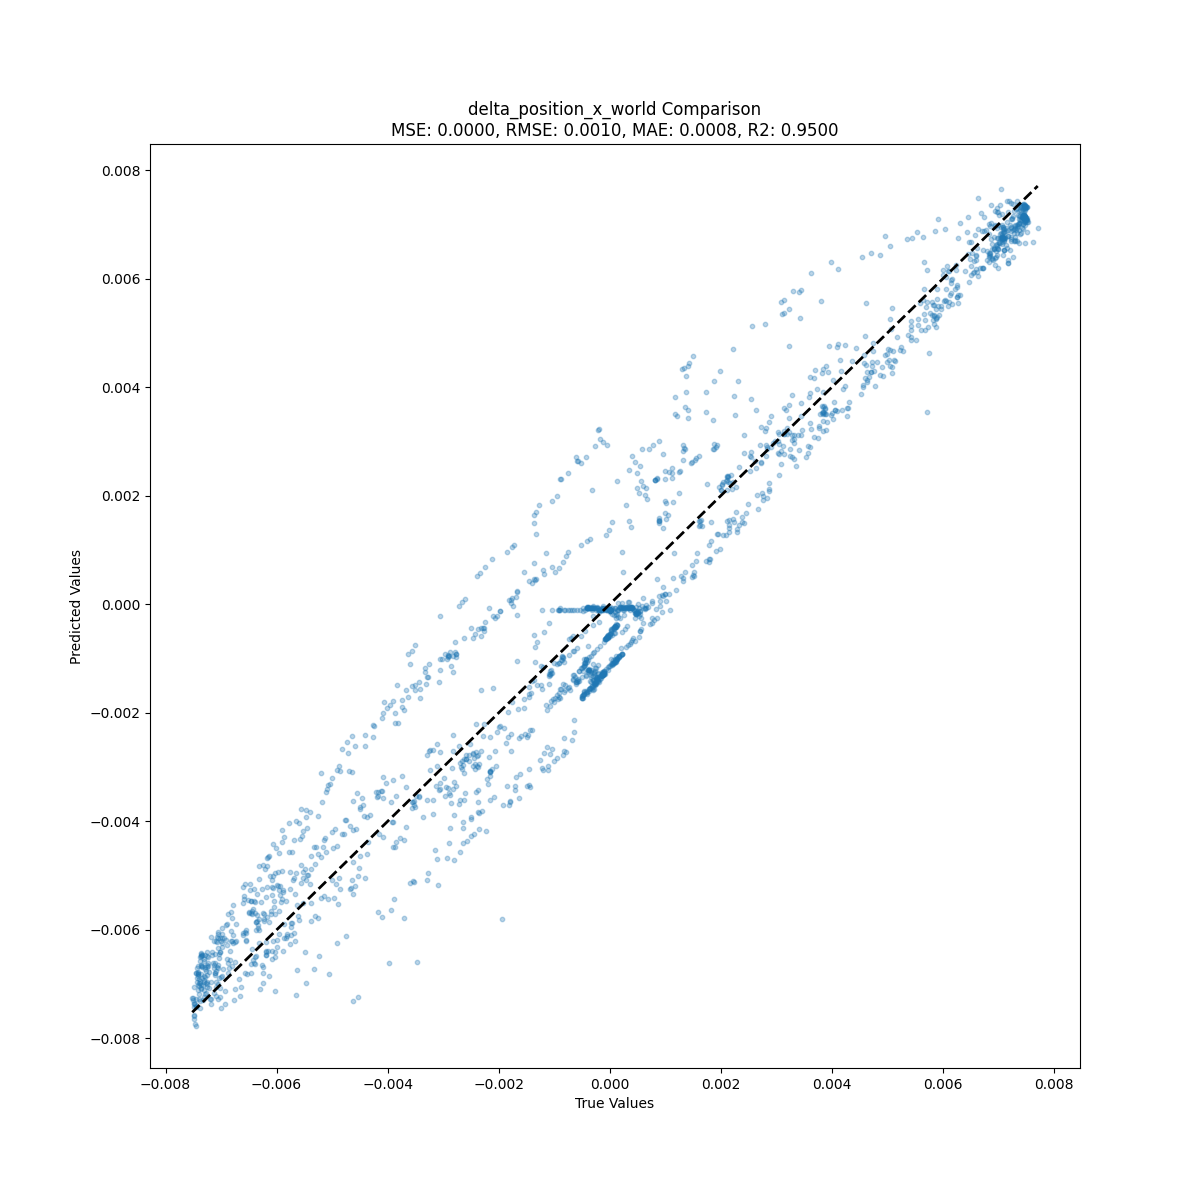 delta_position_x_world Comparison
MSE: 0.0000, RMSE: 0.0010, MAE: 0.0008, R2: 0.9500
Predicted Values
0.008
0.006
0.004
0.002
0.000
−0.002
−0.004
−0.006
−0.008
−0.008 −0.006 −0.004 −0.002 0.000 0.002 0.004 0.006 0.008
True Values